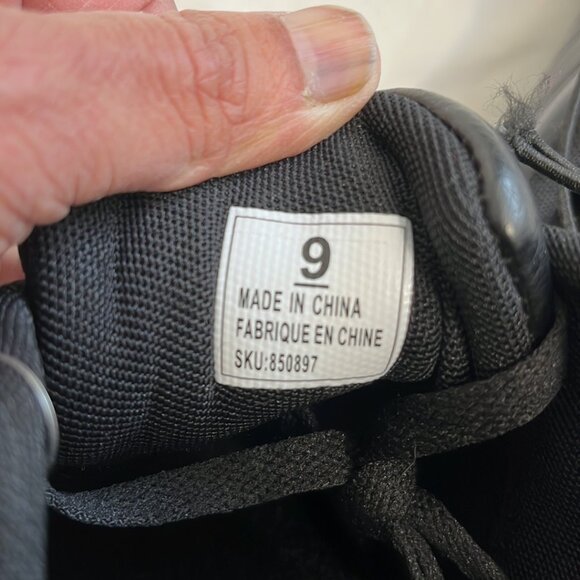 9
MADE IN CHINA
FABRIQUE EN CHINE
SKU:850897